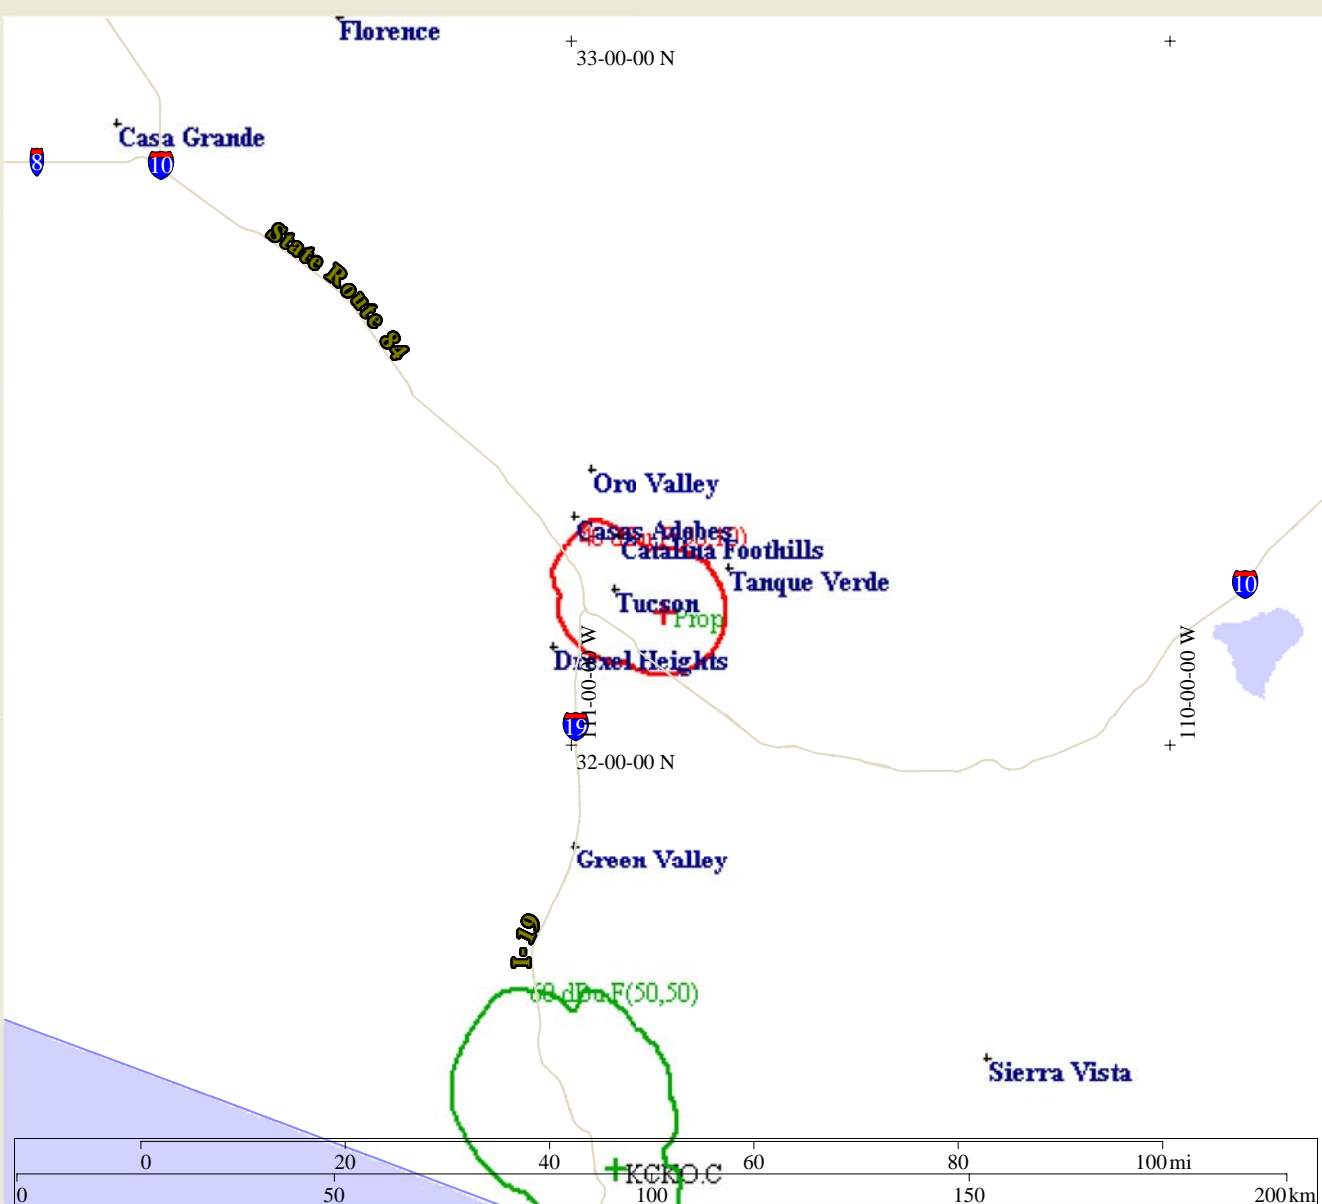 Florence
33-00-00 N
Casa Grande
8
10
State Route 84
Oro Valley
Casas Adobes
Catalina Foothills
Tanque Verde
10
Tucson
Prop
111-00-00 W
110-00-00 W
Drexel Heights
19
32-00-00 N
Green Valley
I-19
60 dBu F(50,50)
Sierra Vista
0 20 40 60 80 100 mi
KCKO.C
0 50 100 150 200 km